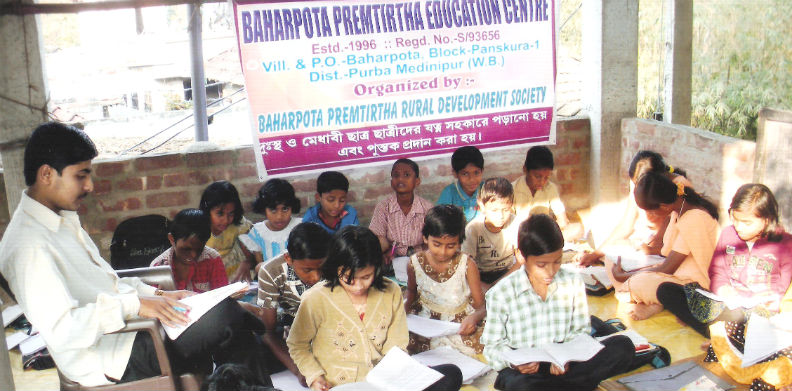 BAHARPOTA PREMTIRTHA EDUCATION CENTRE
Estd.-1996 :: Regd. No.-S/93656
Vill. & P.O.-Baharpota, Block-Panskura-1
Dist.-Purba Medinipur (W.B.)
Organized by :-
BAHARPOTA PREMTIRTHA RURAL DEVELOPMENT SOCIETY
দুঃস্থ ও মেধাবী ছাত্র ছাত্রীদের যত্ন সহকারে পড়ানো হয়
এবং পুস্তক প্রদান করা হয়।